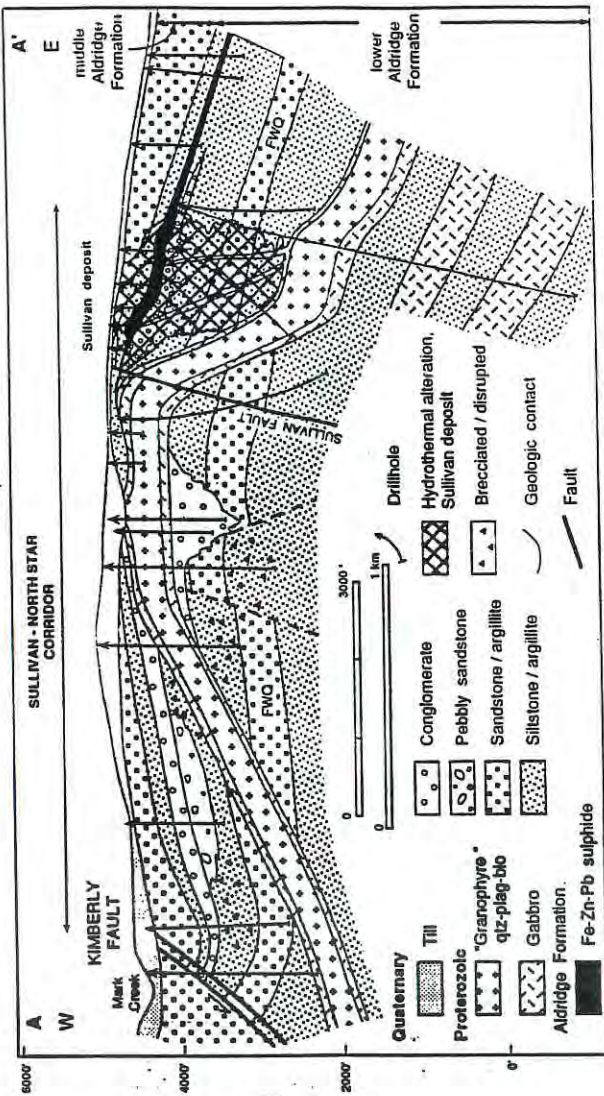 A
W
A'
E
SULLIVAN - NORTH STAR
CORRIDOR
KIMBERLY
FAULT
Mark
Creek
Sullivan deposit
middle
Aldridge
Formation
lower
Aldridge
Formation
6000'
4000'
2000'
0'
FWQ
FWQ
SULLIVAN FAULT
Quaternary
Till
Proterozoic
"Granophyre"
qtz-plag-bio
Gabbro
Aldridge Formation
Fe-Zn-Pb sulphide
Conglomerate
Pebbly sandstone
Sandstone / argillite
Siltstone / argillite
0
3000'
0
1 km
Drillhole
Hydrothermal alteration,
Sullivan deposit
Brecciated / disrupted
Geologic contact
Fault